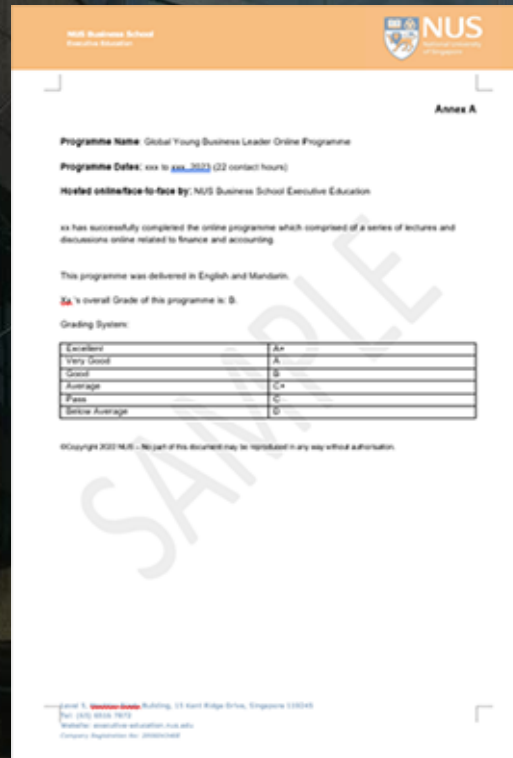 NUS Business School
Executive Education
NUS
National University
of Singapore
Annex A
Programme Name: Global Young Business Leader Online Programme
Programme Dates: xxx to xxx, 2023 (22 contact hours)
Hosted online/face-to-face by: NUS Business School Executive Education
xx has successfully completed the online programme which comprised of a series of lectures and
discussions online related to finance and accounting.
This programme was delivered in English and Mandarin.
Xx 's overall Grade of this programme is: B.
Grading System:
Excellent A+
Very Good A
Good B
Average C+
Pass C
Below Average D
SAMPLE
©Copyright 2022 NUS – No part of this document may be reproduced in any way without authorisation.
Level 5, Building, 15 Kent Ridge Drive, Singapore 119245
Tel: (65) 6516 7872
Website: executive-education.nus.edu
Company Registration No: